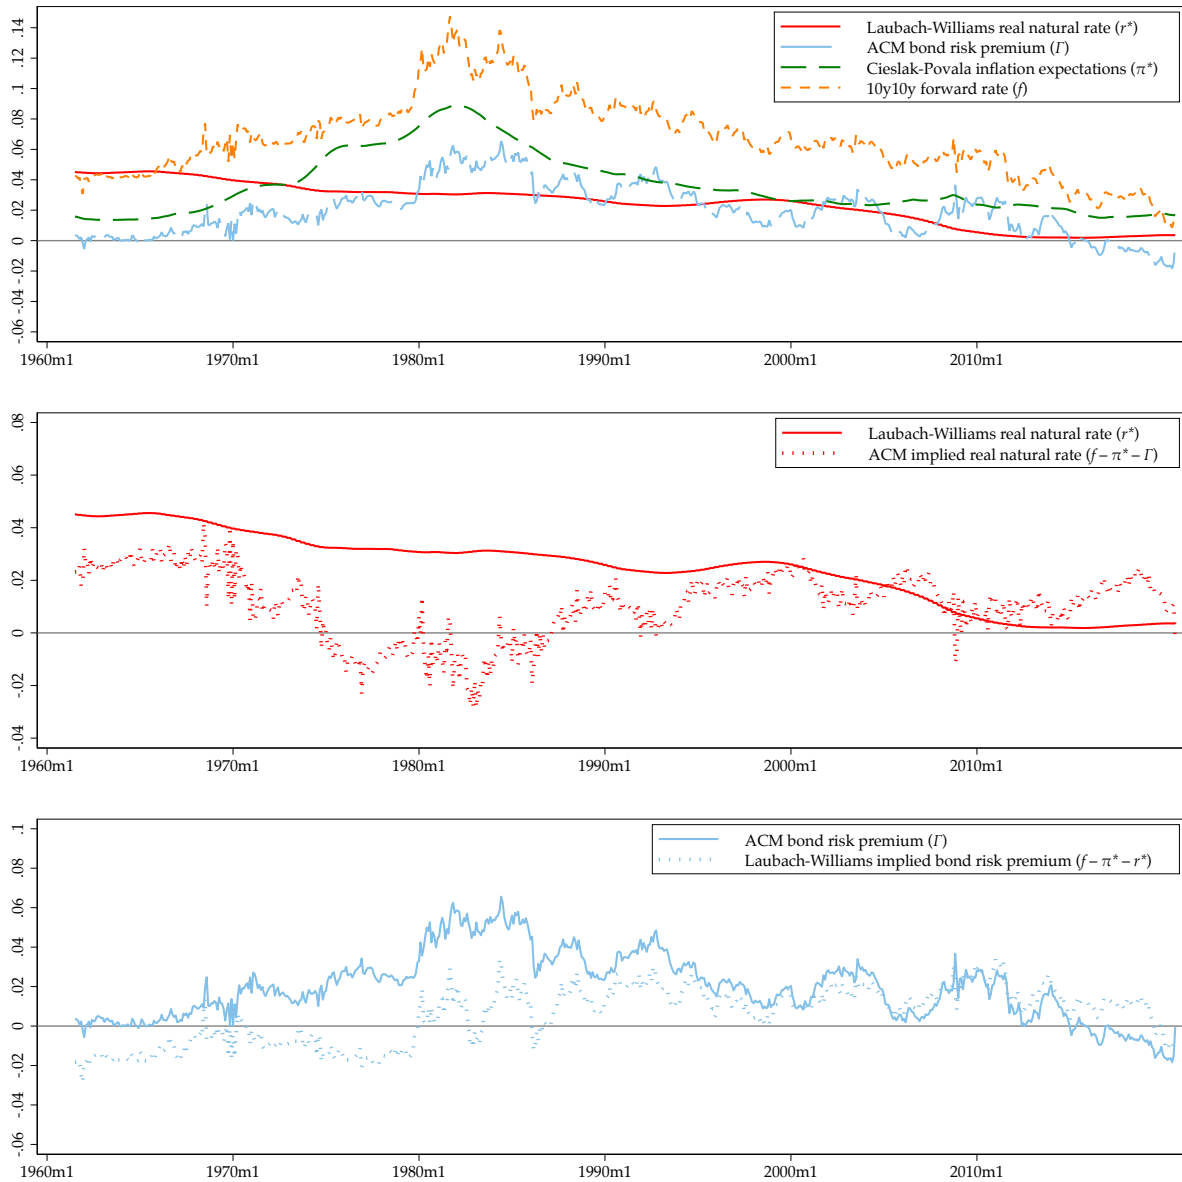 .14
.12
.1
.08
.06
.04
.02
0
-.02
-.04
-.06
Laubach-Williams real natural rate (r*)
ACM bond risk premium (Γ)
Cieslak-Povala inflation expectations (π*)
10y10y forward rate (f)
1960m1 1970m1 1980m1 1990m1 2000m1 2010m1
.08
.06
.04
.02
0
-.02
-.04
Laubach-Williams real natural rate (r*)
ACM implied real natural rate (f – π* – Γ)
1960m1 1970m1 1980m1 1990m1 2000m1 2010m1
.1
.08
.06
.04
.02
0
-.02
-.04
-.06
ACM bond risk premium (Γ)
Laubach-Williams implied bond risk premium (f – π* – r*)
1960m1 1970m1 1980m1 1990m1 2000m1 2010m1